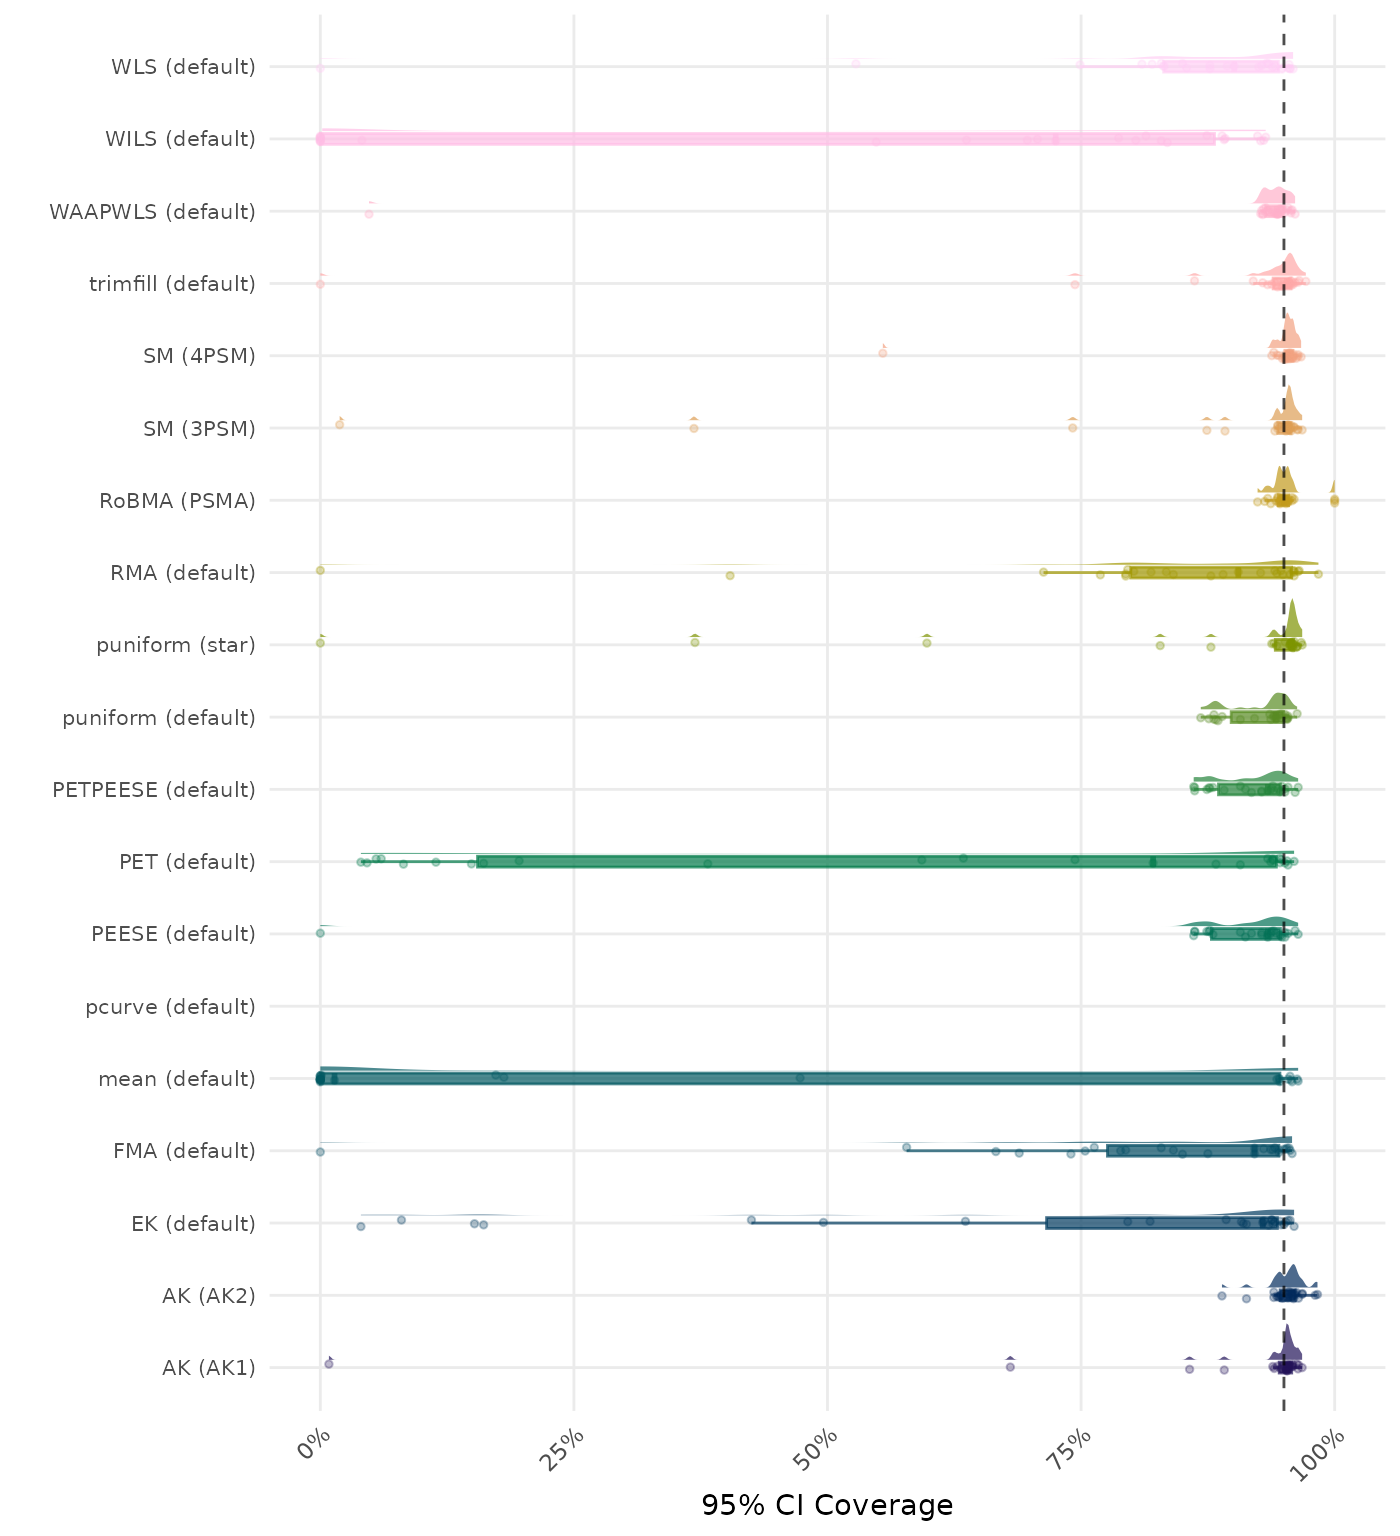 WLS (default)
WILS (default)
WAAPWLS (default)
trimfill (default)
SM (4PSM)
SM (3PSM)
RoBMA (PSMA)
RMA (default)
puniform (star)
puniform (default)
PETPEESE (default)
PET (default)
PEESE (default)
pcurve (default)
mean (default)
FMA (default)
EK (default)
AK (AK2)
AK (AK1)
0% 25% 50% 75% 100%
95% CI Coverage